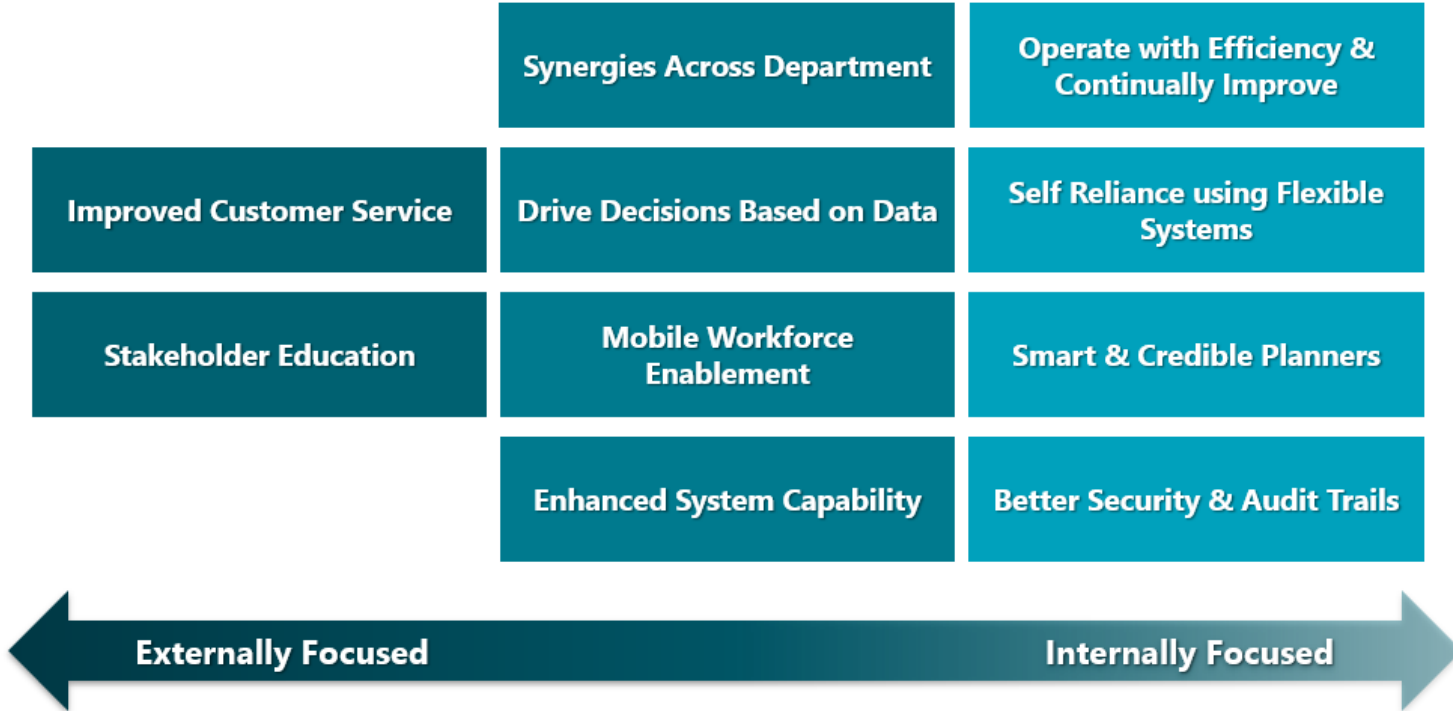 Synergies Across Department
Operate with Efficiency &
Continually Improve
Improved Customer Service
Drive Decisions Based on Data
Self Reliance using Flexible
Systems
Stakeholder Education
Mobile Workforce
Enablement
Smart & Credible Planners
Enhanced System Capability
Better Security & Audit Trails
Externally Focused
Internally Focused